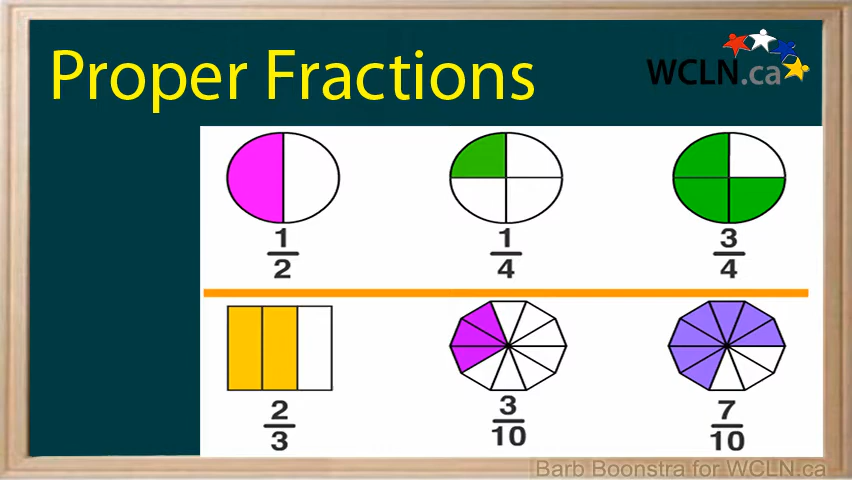 Proper Fractions
WCLN.ca
1/2
1/4
3/4
2/3
3/10
7/10
Barb Boonstra for WCLN.ca